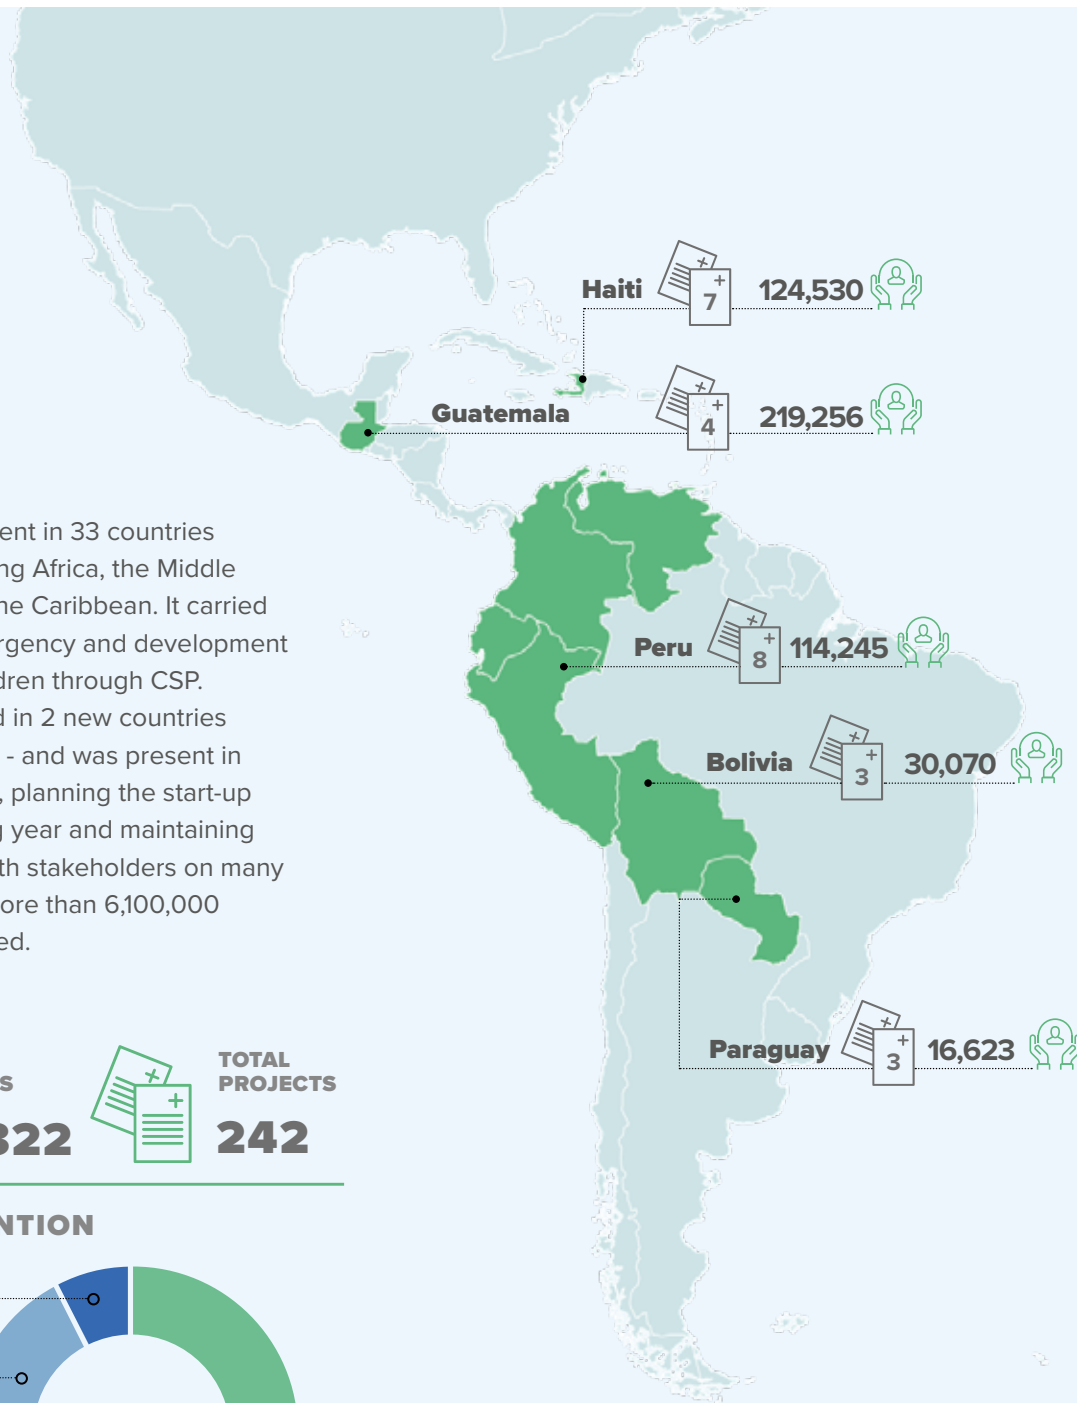 Haiti 7 124,530
Guatemala 4 219,256
ent in 33 countries
ng Africa, the Middle
he Caribbean. It carried
rgency and development
dren through CSP.
d in 2 new countries
- and was present in
, planning the start-up
g year and maintaining
th stakeholders on many
ore than 6,100,000
ed.
Peru 8 114,245
Bolivia 3 30,070
Paraguay 3 16,623
S
322
TOTAL
PROJECTS
242
NTION